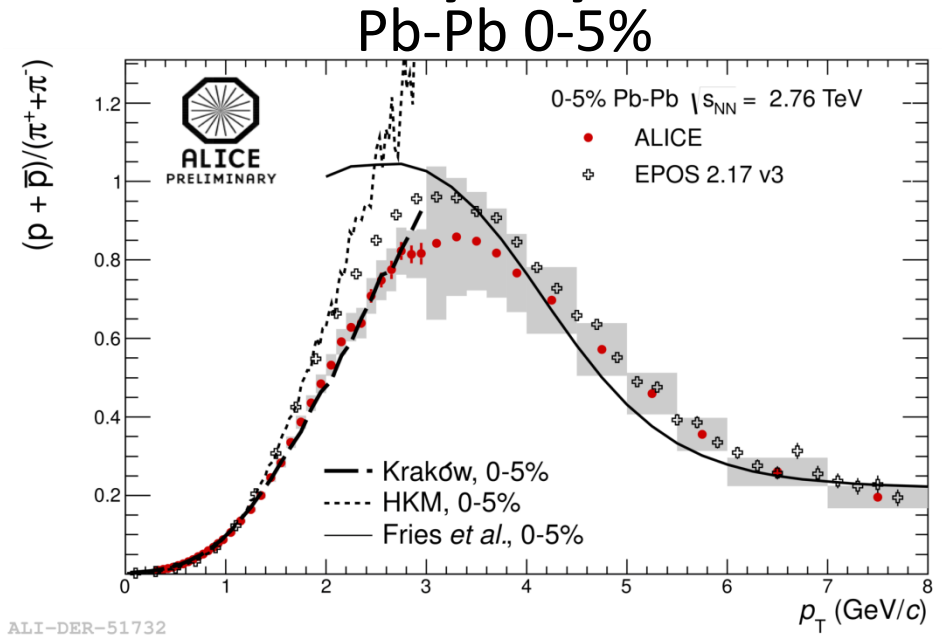 Pb-Pb 0-5%
(p + p̅)/(π⁺+π⁻)
1.2
1
0.8
0.6
0.4
0.2
ALICE
PRELIMINARY
0-5% Pb-Pb √s_NN = 2.76 TeV
ALICE
EPOS 2.17 v3
Kraków, 0-5%
HKM, 0-5%
Fries et al., 0-5%
0 1 2 3 4 5 6 7 8
p_T (GeV/c)
ALI-DER-51732